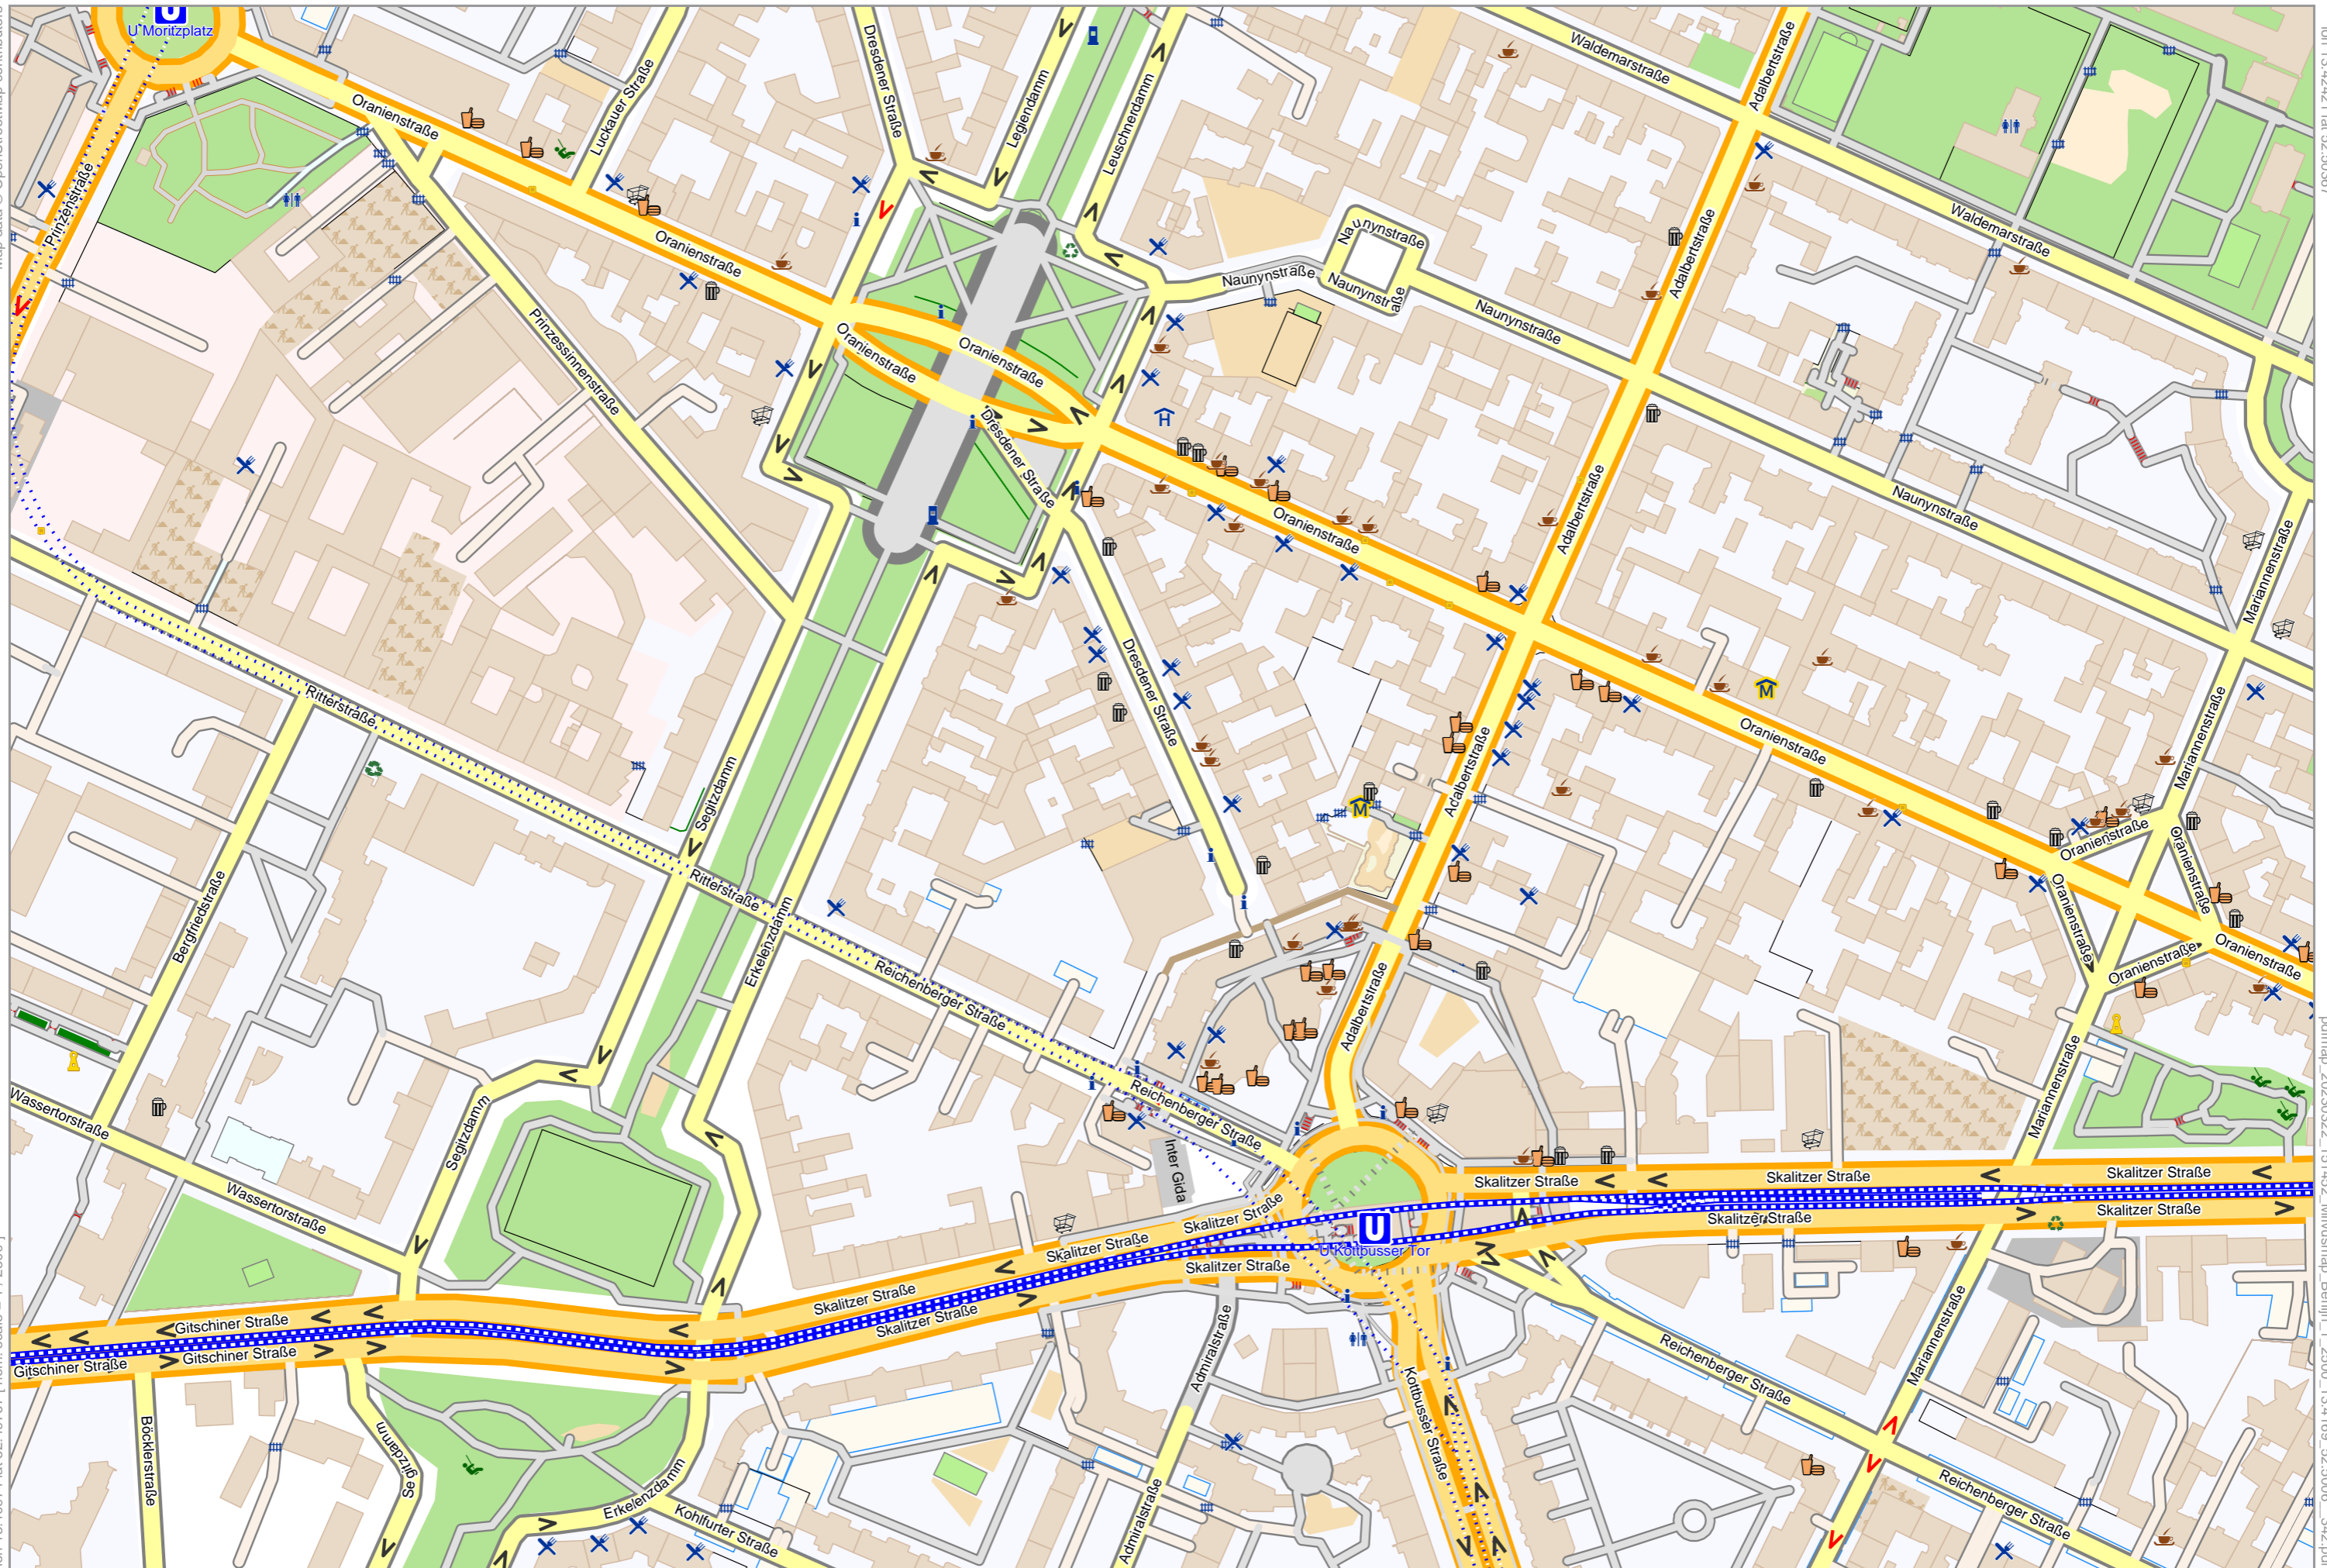 U Moritzplatz
Oranienstraße
Luckauer Straße
Dresdener Straße
Legiendamm
Leuschnerdamm
Waldemarstraße
Adalbertstraße
Prinzenstraße
Oranienstraße
Naunynstraße
Naunynstraße
Naunynstraße
Naunynstraße
Adalbertstraße
Waldemarstraße
Prinzessinnenstraße
Oranienstraße
Oranienstraße
Dresdener Straße
Oranienstraße
Adalbertstraße
Naunynstraße
Mariannenstraße
Ritterstraße
Segitzdamm
Dresdener Straße
Adalbertstraße
Oranienstraße
Mariannenstraße
Bergfriedstraße
Ritterstraße
Erkelenzdamm
Reichenberger Straße
Oranienstraße
Oranienstraße
Oranienstraße
Oranienstraße
Oranienstraße
Adalbertstraße
Mariannenstraße
Wassertorstraße
Segitzdamm
Reichenberger Straße
Inter Gida
Wassertorstraße
Skalitzer Straße
Skalitzer Straße
Skalitzer Straße
Skalitzer Straße
Skalitzer Straße
Skalitzer Straße
U Kottbusser Tor
Skalitzer Straße
Skalitzer Straße
Skalitzer Straße
Skalitzer Straße
Gitschiner Straße
Gitschiner Straße
Gitschiner Straße
Admiralstraße
Kottbusser Straße
Reichenberger Straße
Mariannenstraße
Böcklerstraße
Segitzdamm
Erkelenzdamm
Kohlfurter Straße
Admiralstraße
Reichenberger Straße